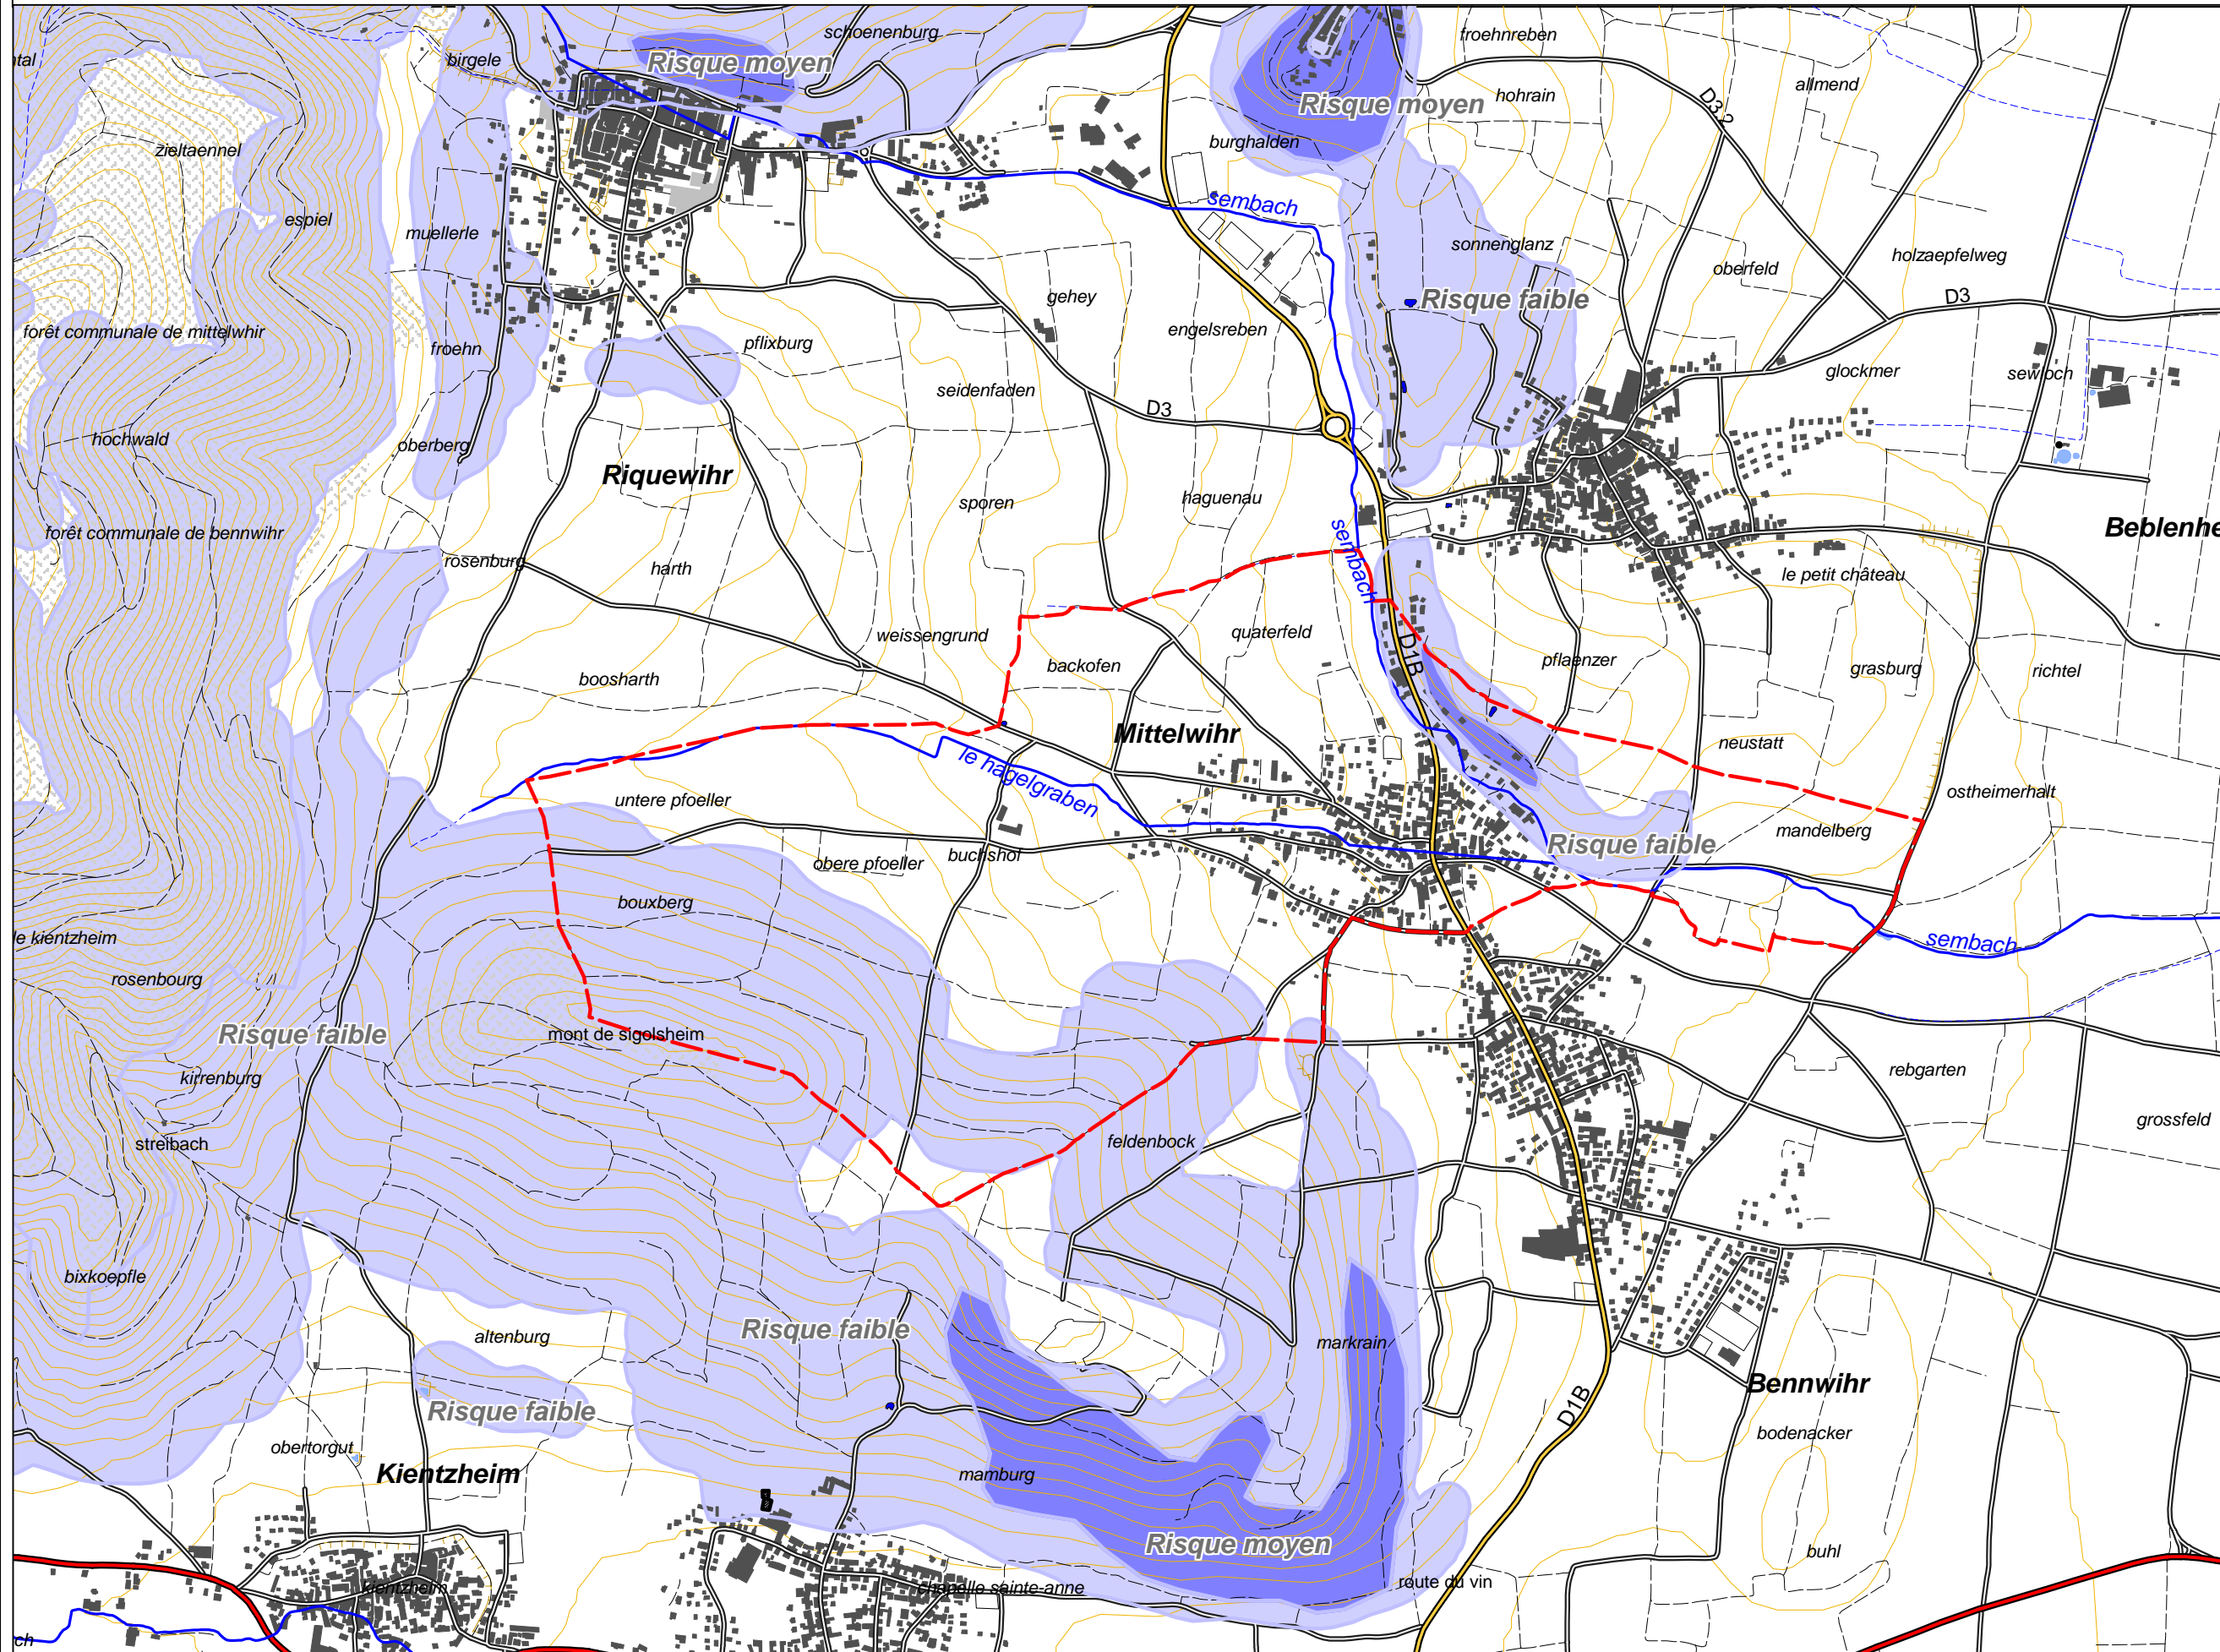 schoenenburg
froehnreben
birgele
ntal
Risque moyen
allmend
hohrain
Risque moyen
D3
burghalden
zieltaennel
sembach
espiel
muellerle
sonnenglanz
holzaepfelweg
oberfeld
gehey
D3
Risque faible
engelsreben
forêt communale de mittelwhir
pflixburg
froehn
glockmer
seidenfaden
D3
hochwald
oberberg
Riquewihr
haguenau
sporen
Beblenhe
forêt communale de bennwihr
sembach
rosenburg
harth
le petit château
quaterfeld
weissengrund
D1B
pflaenzer
backofen
grasburg
richtel
boosharth
Mittelwihr
neustatt
le hagelgraben
ostheimerhalt
untere pfoeller
mandelberg
Risque faible
buchshof
obere pfoeller
bouxberg
le kientzheim
sembach
rosenbourg
Risque faible
mont de sigolsheim
rebgarten
kirrenburg
grossfeld
feldenbock
streibach
bixkoepfle
Risque faible
altenburg
markrain
Bennwihr
D1B
Risque faible
bodenacker
obertorgut
Kientzheim
mamburg
Risque moyen
buhl
route du vin
kientzheim
chapelle sainte-anne
ch